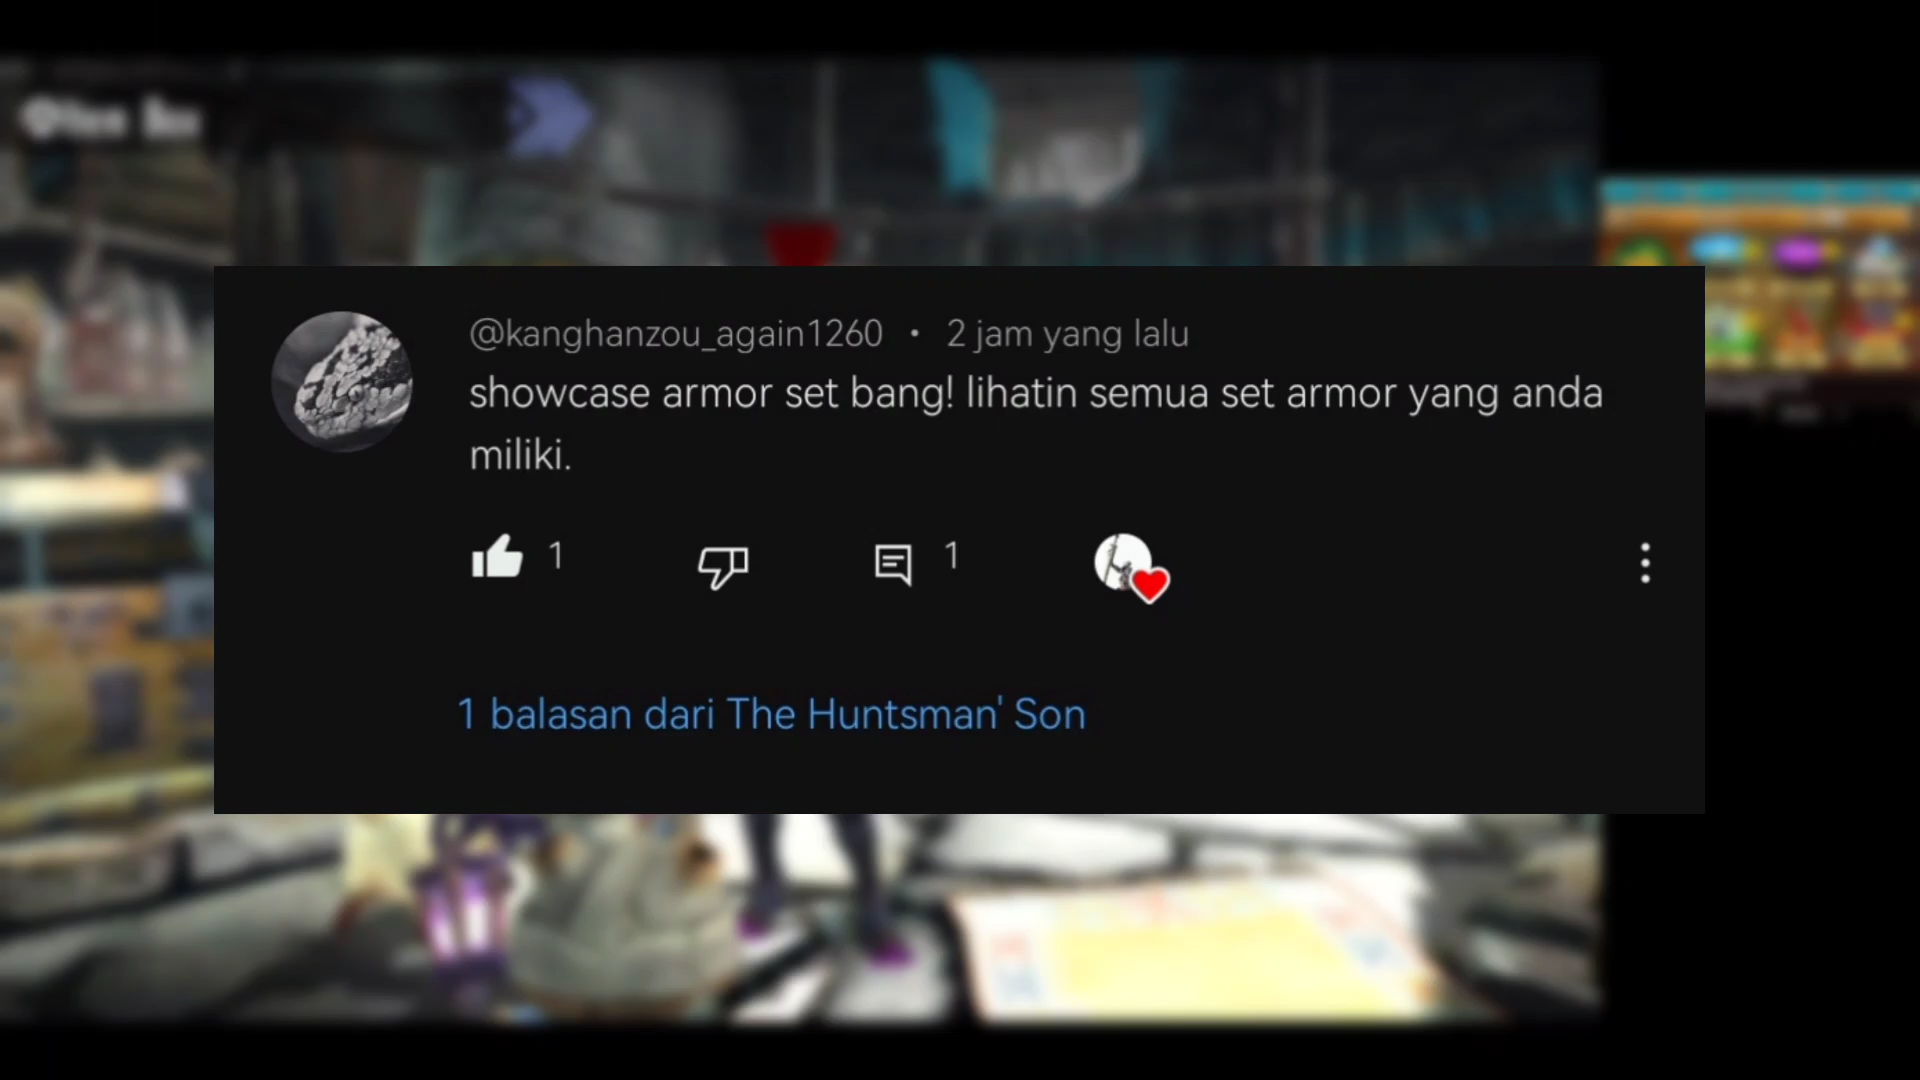 @kanghanzou_again1260 • 2 jam yang lalu
showcase armor set bang! lihatin semua set armor yang anda
miliki.
1 1
1 balasan dari The Huntsman' Son